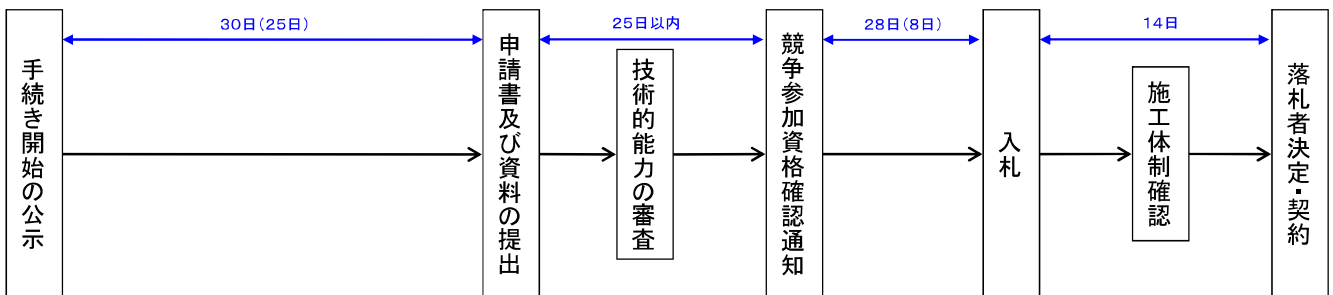 30日(25日)
25日以内
28日(8日)
14日
手続き開始の公示
申請書及び資料の提出
技術的能力の審査
競争参加資格確認通知
入札
施工体制確認
落札者決定・契約